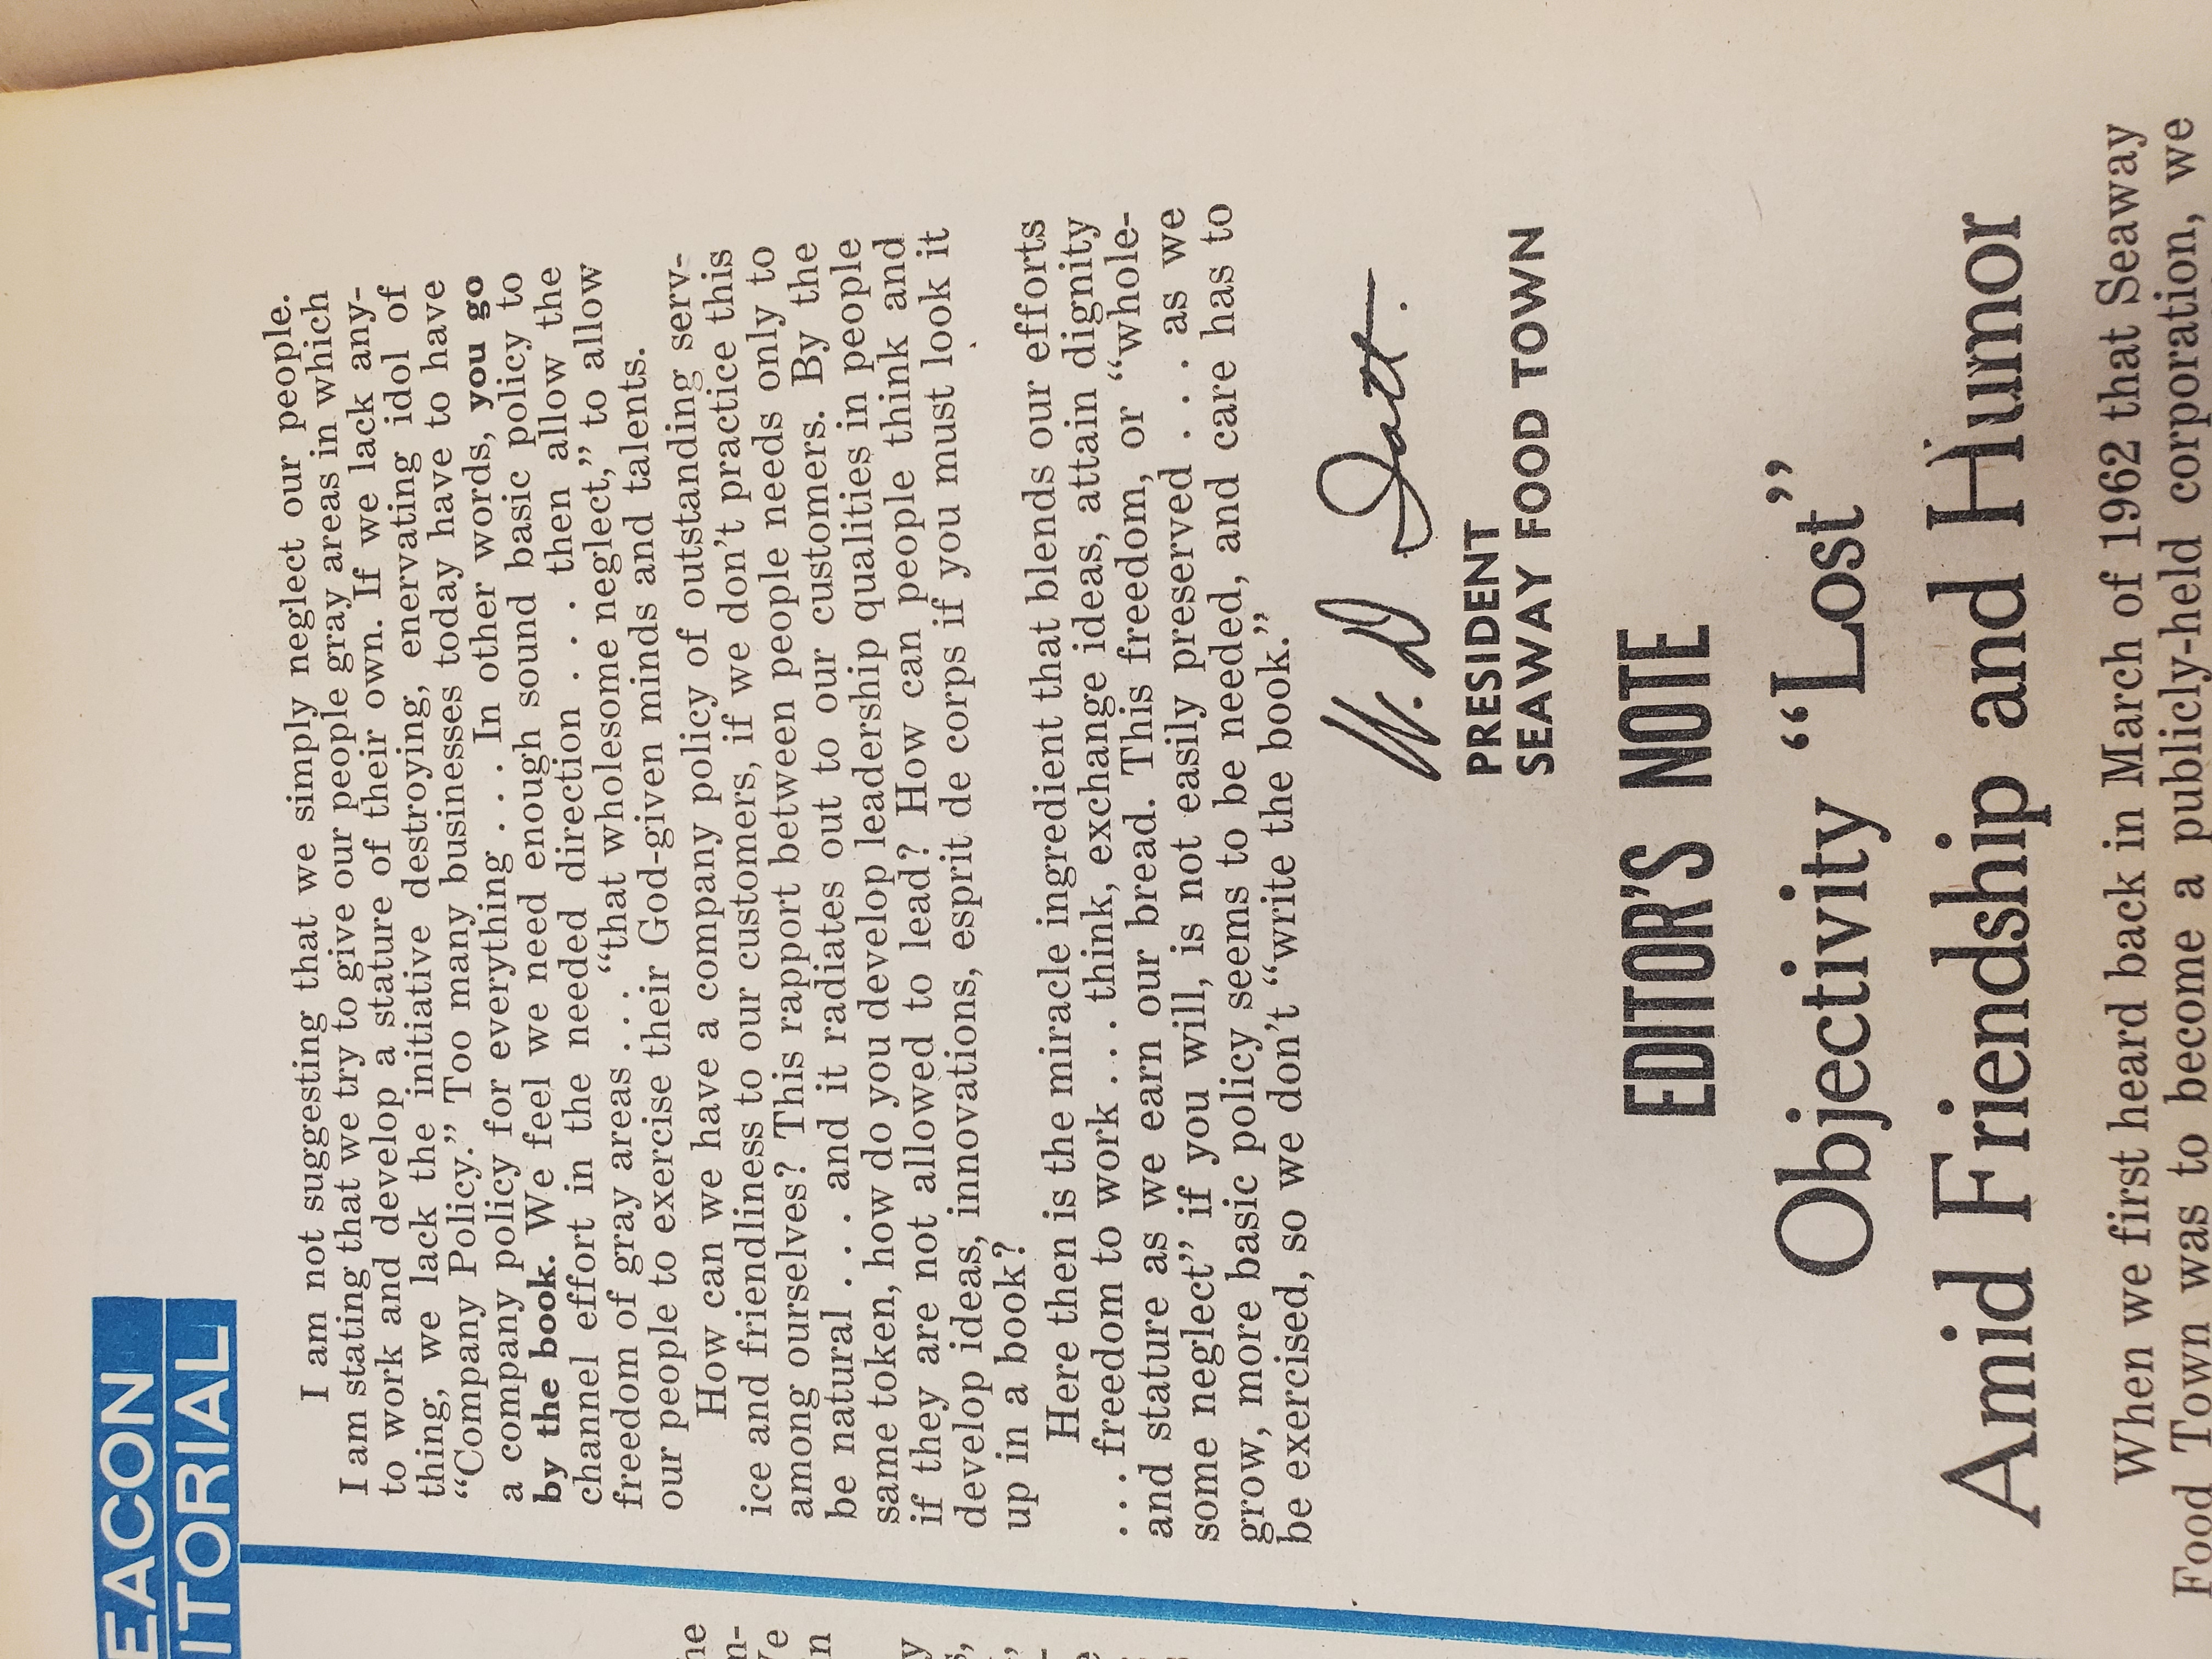 EACON
ITORIAL
I am not suggesting that we simply neglect our people.
I am stating that we try to give our people gray areas in which
to work and develop a stature of their own. If we lack any-
thing, we lack the initiative destroying, enervating idol of
“Company Policy.” Too many businesses today have to have
a company policy for everything . . . In other words, you go
by the book. We feel we need enough sound basic policy to
channel effort in the needed direction . . . then allow the
freedom of gray areas . . . “that wholesome neglect,” to allow
our people to exercise their God-given minds and talents.
How can we have a company policy of outstanding serv-
ice and friendliness to our customers, if we don’t practice this
among ourselves? This rapport between people needs only to
be natural . . . and it radiates out to our customers. By the
same token, how do you develop leadership qualities in people
if they are not allowed to lead? How can people think and
develop ideas, innovations, esprit de corps if you must look it
up in a book?
Here then is the miracle ingredient that blends our efforts
. . . freedom to work . . . think, exchange ideas, attain dignity
and stature as we earn our bread. This freedom, or “whole-
some neglect” if you will, is not easily preserved . . . as we
grow, more basic policy seems to be needed, and care has to
be exercised, so we don’t “write the book.”
PRESIDENT
SEAWAY FOOD TOWN
EDITOR’S NOTE
Objectivity “Lost”
Amid Friendship and Humor
When we first heard back in March of 1962 that Seaway
Food Town was to become a publicly-held corporation, we